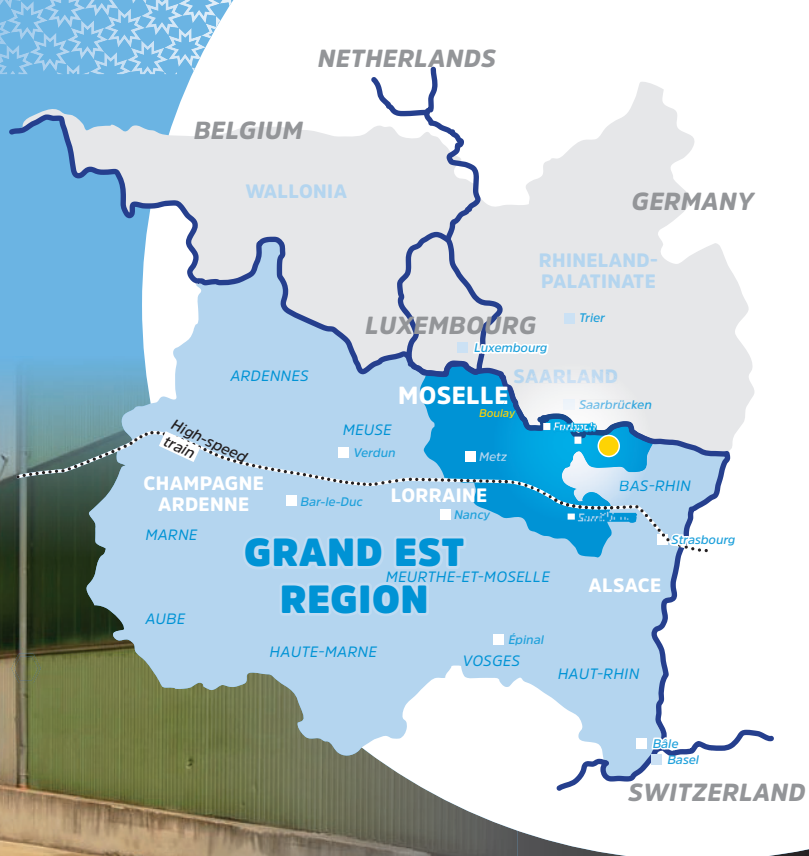 NETHERLANDS
BELGIUM
WALLONIA
GERMANY
RHINELAND-
PALATINATE
Trier
LUXEMBOURG
Luxembourg
SAARLAND
ARDENNES
MOSELLE
Saarbrücken
Boulay
Forbach
MEUSE
High-speed
train
Verdun
Metz
CHAMPAGNE
ARDENNE
LORRAINE
BAS-RHIN
Bar-le-Duc
Nancy
MARNE
Strasbourg
GRAND EST
REGION
MEURTHE-ET-MOSELLE
ALSACE
AUBE
Épinal
HAUTE-MARNE
VOSGES
HAUT-RHIN
Bâle
Basel
SWITZERLAND